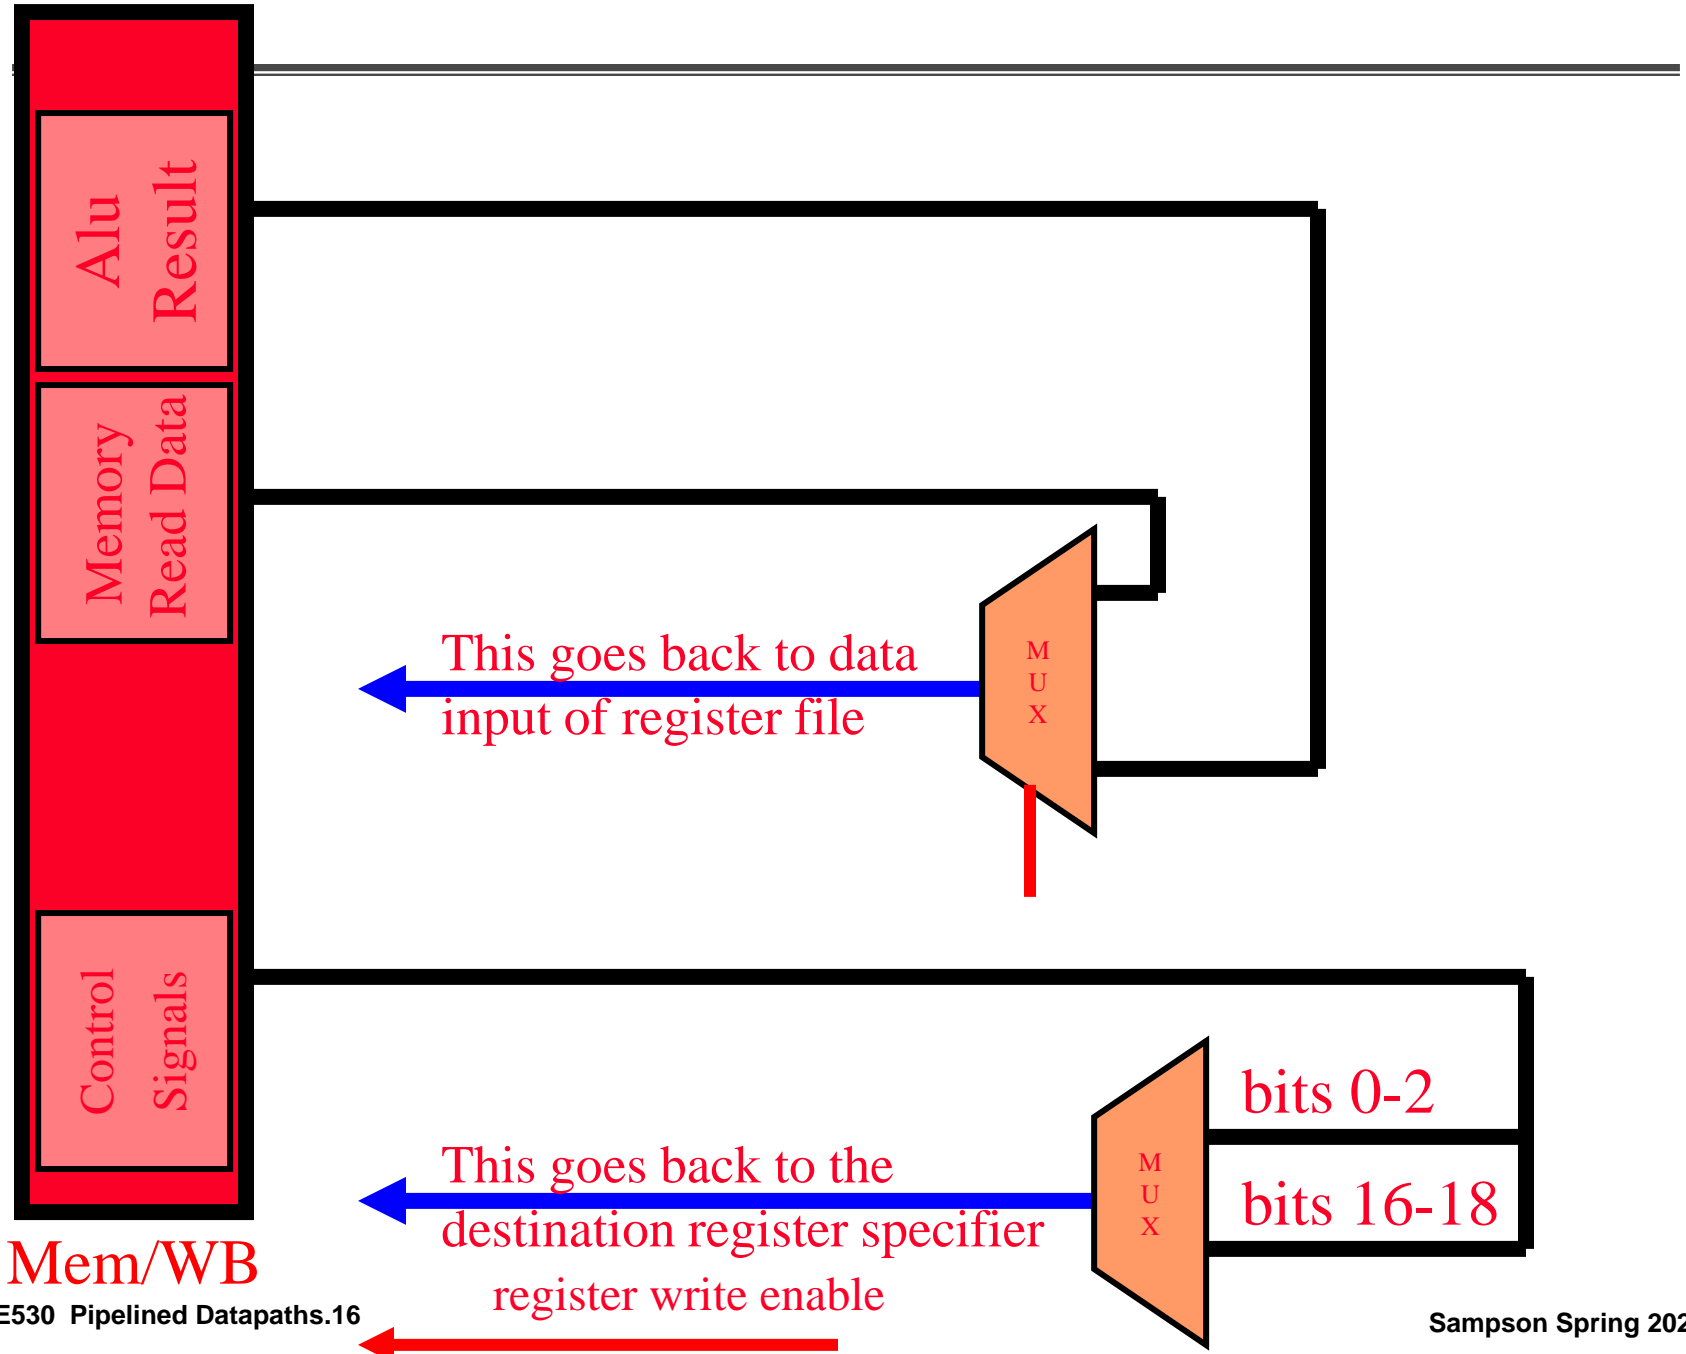 Alu
Result
Memory
Read Data
This goes back to data
input of register file
M
U
X
Control
Signals
bits 0-2
This goes back to the
destination register specifier
M
U
X
bits 16-18
Mem/WB
register write enable
E530 Pipelined Datapaths.16
Sampson Spring 202